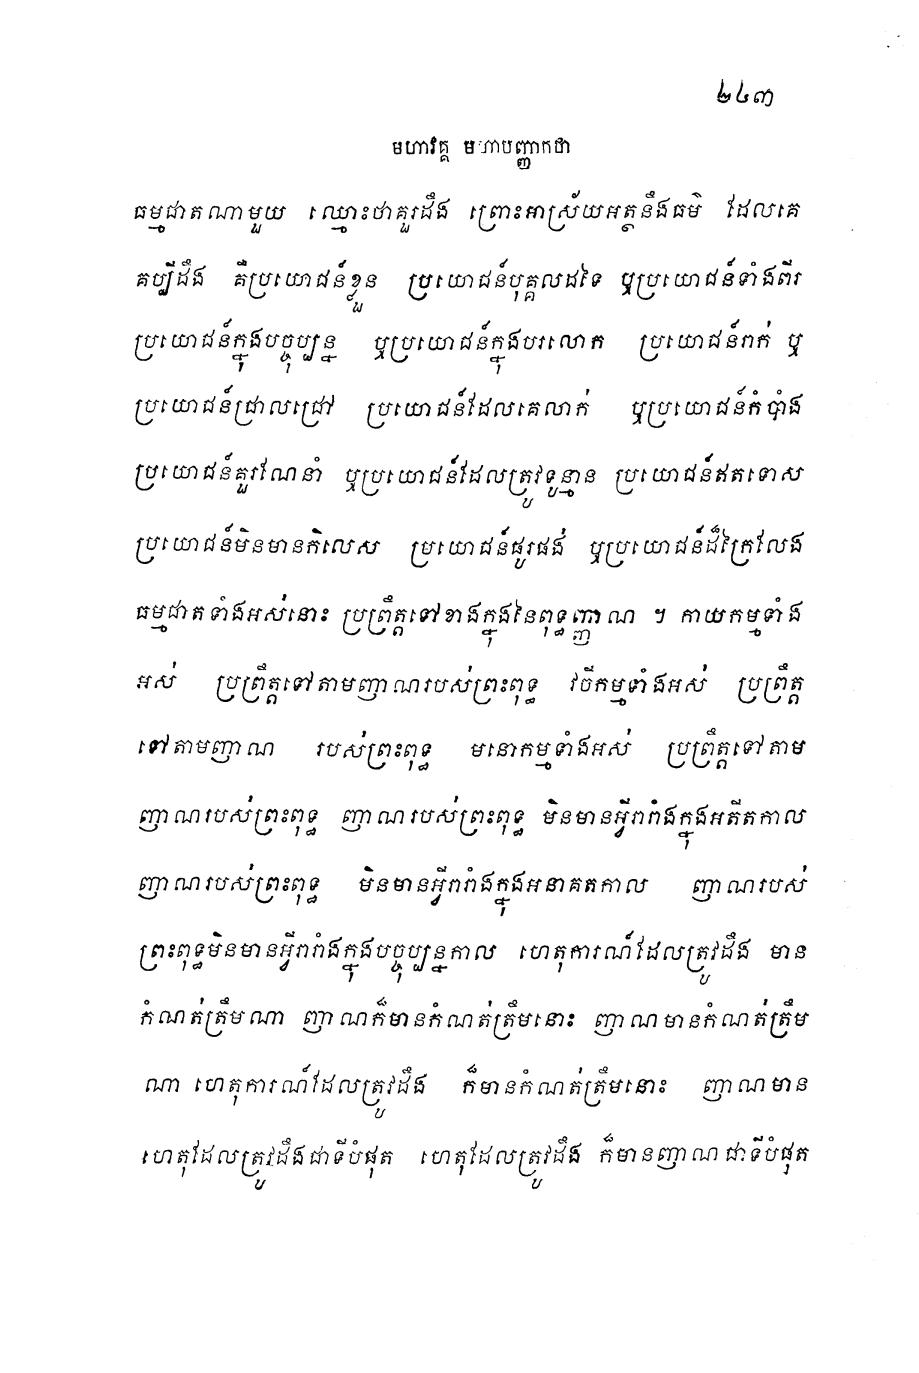 ២៤៣
មហាវគ្គ មហាបញ្ញាកថា
ធម្មជាតណាមួយ ឈ្មោះថាគួរដឹង ព្រោះអាស្រ័យអត្ថនឹងធម៌ ដែលគេ
គប្បីដឹង គឺប្រយោជន៍ខ្លួន ប្រយោជន៍បុគ្គលដទៃ ឬប្រយោជន៍ទាំងពីរ
ប្រយោជន៍ក្នុងបច្ចុប្បន្ន ឬប្រយោជន៍ក្នុងបរលោក ប្រយោជន៍រាក់ ឬ
ប្រយោជន៍ជ្រាលជ្រៅ ប្រយោជន៍ដែលគេលាក់ ឬប្រយោជន៍កំបាំង
ប្រយោជន៍គួរណែនាំ ឬប្រយោជន៍ដែលត្រូវទូន្មាន ប្រយោជន៍ឥតទោស
ប្រយោជន៍មិនមានកិលេស ប្រយោជន៍ផូរផង់ ឬប្រយោជន៍ដ៏ក្រៃលែង
ធម្មជាតទាំងអស់នោះ ប្រព្រឹត្តទៅខាងក្នុងនៃពុទ្ធញ្ញាណ ។ កាយកម្មទាំង
អស់ ប្រព្រឹត្តទៅតាមញាណរបស់ព្រះពុទ្ធ វចីកម្មទាំងអស់ ប្រព្រឹត្ត
ទៅតាមញាណ របស់ព្រះពុទ្ធ មនោកម្មទាំងអស់ ប្រព្រឹត្តទៅតាម
ញាណរបស់ព្រះពុទ្ធ ញាណរបស់ព្រះពុទ្ធ មិនមានអ្វីរារាំងក្នុងអតីតកាល
ញាណរបស់ព្រះពុទ្ធ មិនមានអ្វីរារាំងក្នុងអនាគតកាល ញាណរបស់
ព្រះពុទ្ធមិនមានអ្វីរារាំងក្នុងបច្ចុប្បន្នកាល ហេតុការណ៍ដែលត្រូវដឹង មាន
កំណត់ត្រឹមណា ញាណក៏មានកំណត់ត្រឹមនោះ ញាណមានកំណត់ត្រឹម
ណា ហេតុការណ៍ដែលត្រូវដឹង ក៏មានកំណត់ត្រឹមនោះ ញាណមាន
ហេតុដែលត្រូវដឹងជាទីបំផុត ហេតុដែលត្រូវដឹង ក៏មានញាណជាទីបំផុត